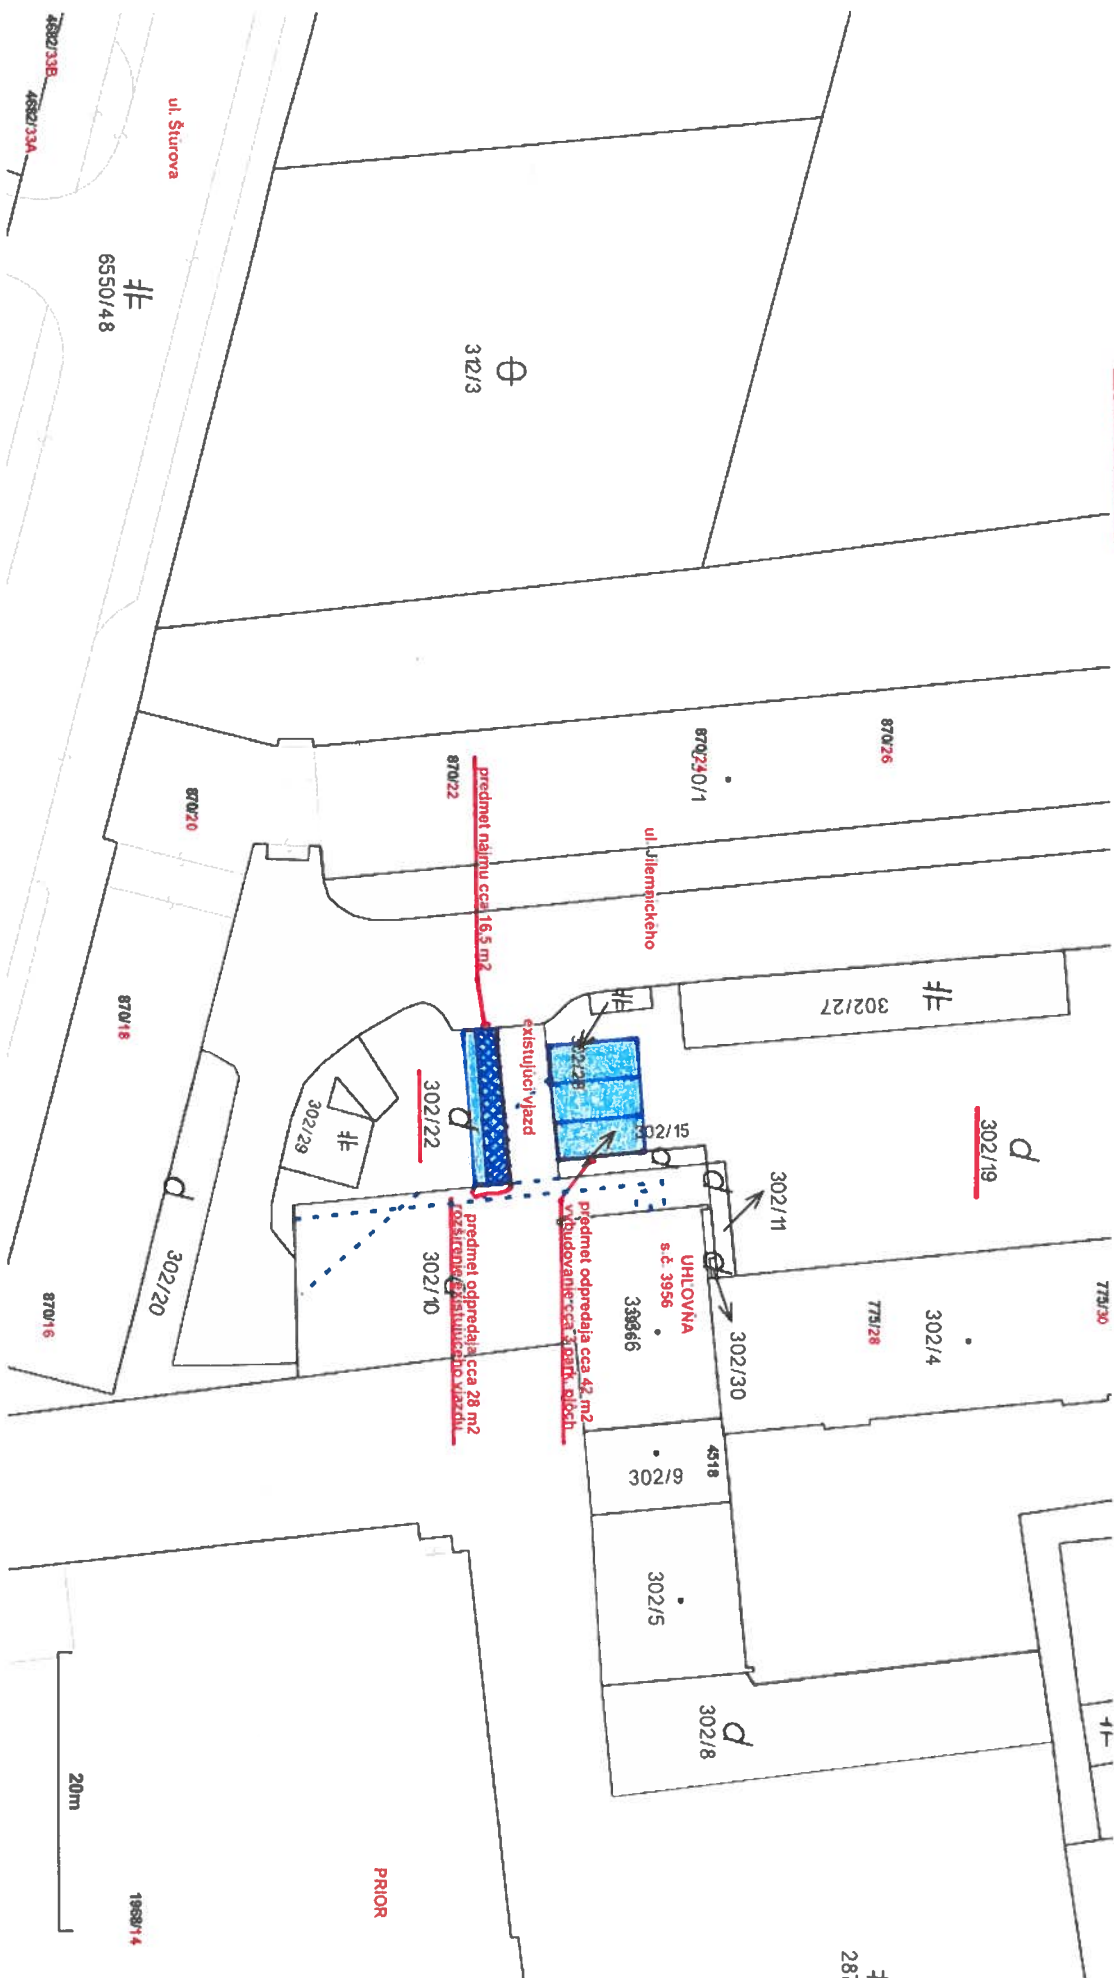 4682/33B
4682/33A
ul. Štúrova
6550/48
312/3
870/26
870/24
870/22
870/20
ul. Jilemnického
predmet nájmu cca 16,5 m2
existujúci vjazd
870/18
302/27
302/19
302/15
302/11
302/22
302/29
302/20
302/10
870/16
predmet odpredaja cca 28 m2
rozšírenie existujúceho vjazdu
predmet odpredaja cca 42 m2
vybudovanie cca 3 park. plôch
UHĽOVŇA
s.č. 3956
302/30
302/4
775/28
775/30
4518
302/9
302/5
302/8
20m
PRIOR
1968/14
287